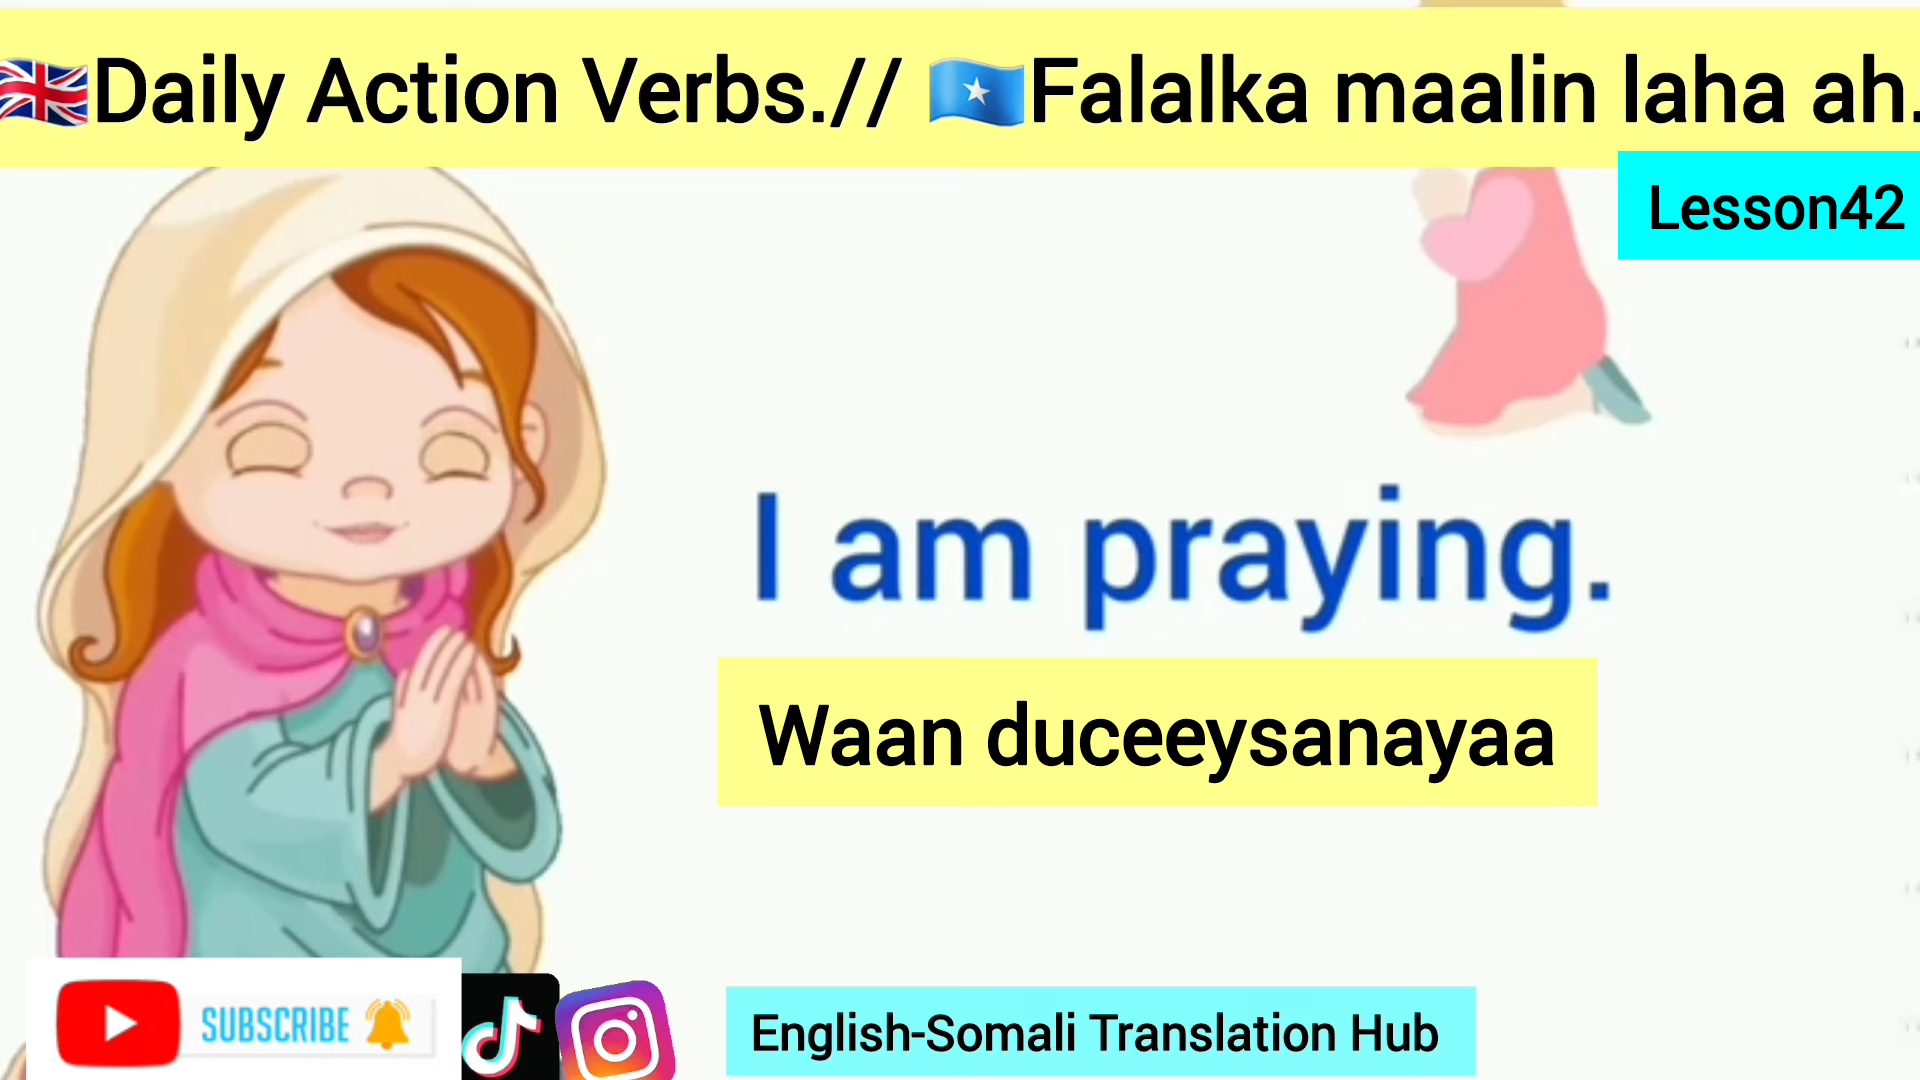 Daily Action Verbs.// Falalka maalin laha ah.
Lesson42
I am praying.
Waan duceeysanayaa
SUBSCRIBE
English-Somali Translation Hub